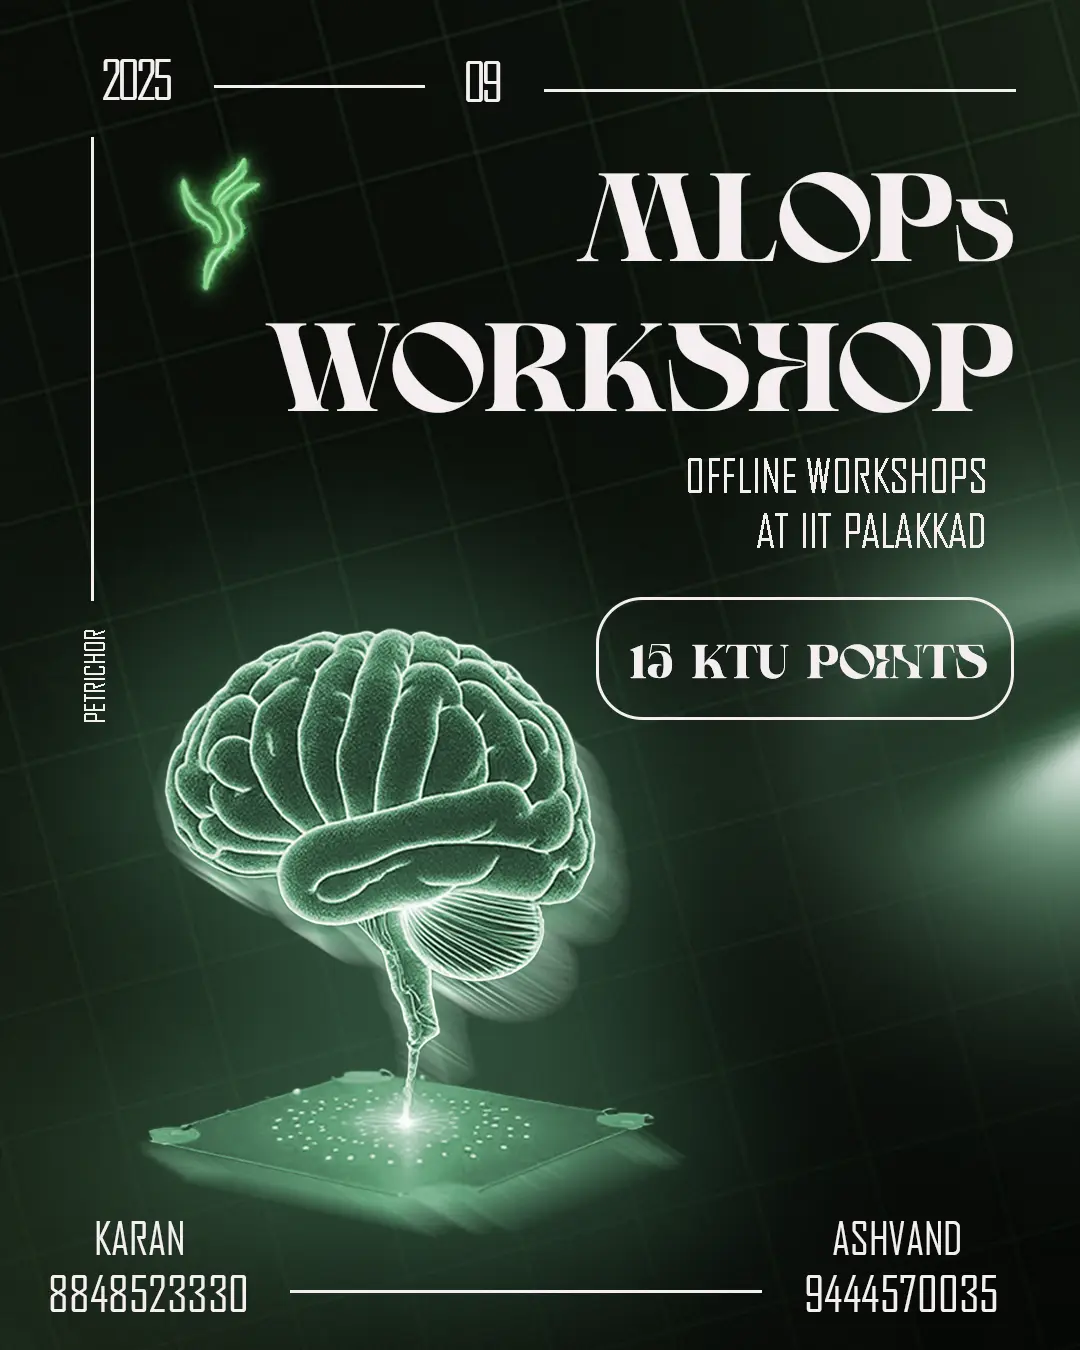 2025 09
MLOPs
WORKSHOP
OFFLINE WORKSHOPS
AT IIT PALAKKAD
15 KTU POINTS
PETRICHOR
KARAN
8848523330
ASHVAND
9444570035